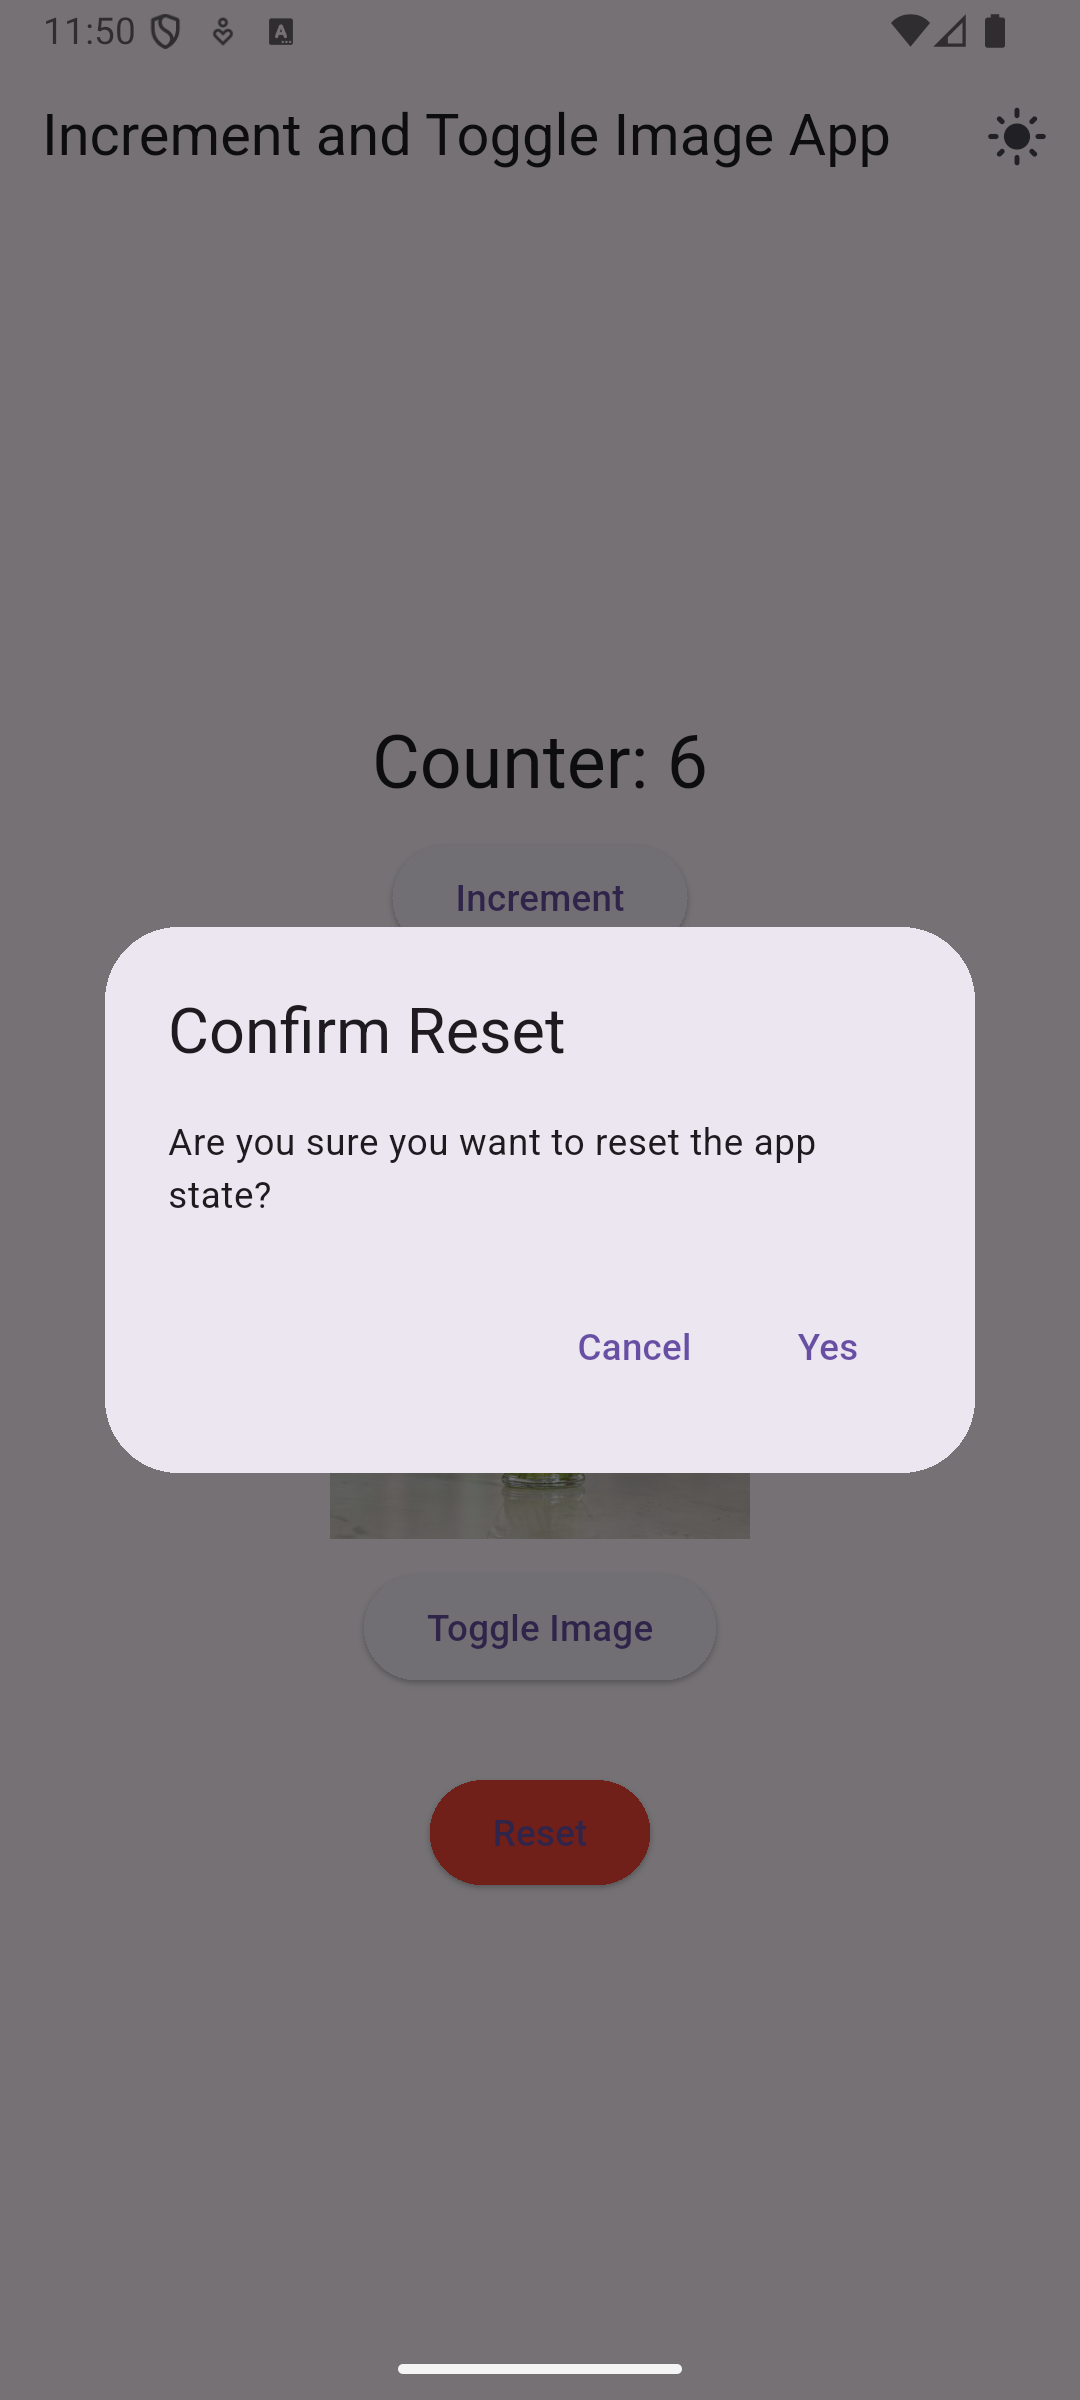 11:50
Increment and Toggle Image App
Counter: 6
Increment
Confirm Reset
Are you sure you want to reset the app
state?
Cancel Yes
Toggle Image
Reset